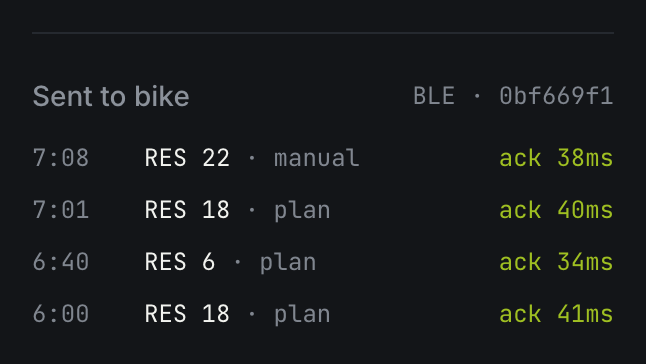 Sent to bike BLE · 0bf669f1
7:08 RES 22 · manual ack 38ms
7:01 RES 18 · plan ack 40ms
6:40 RES 6 · plan ack 34ms
6:00 RES 18 · plan ack 41ms